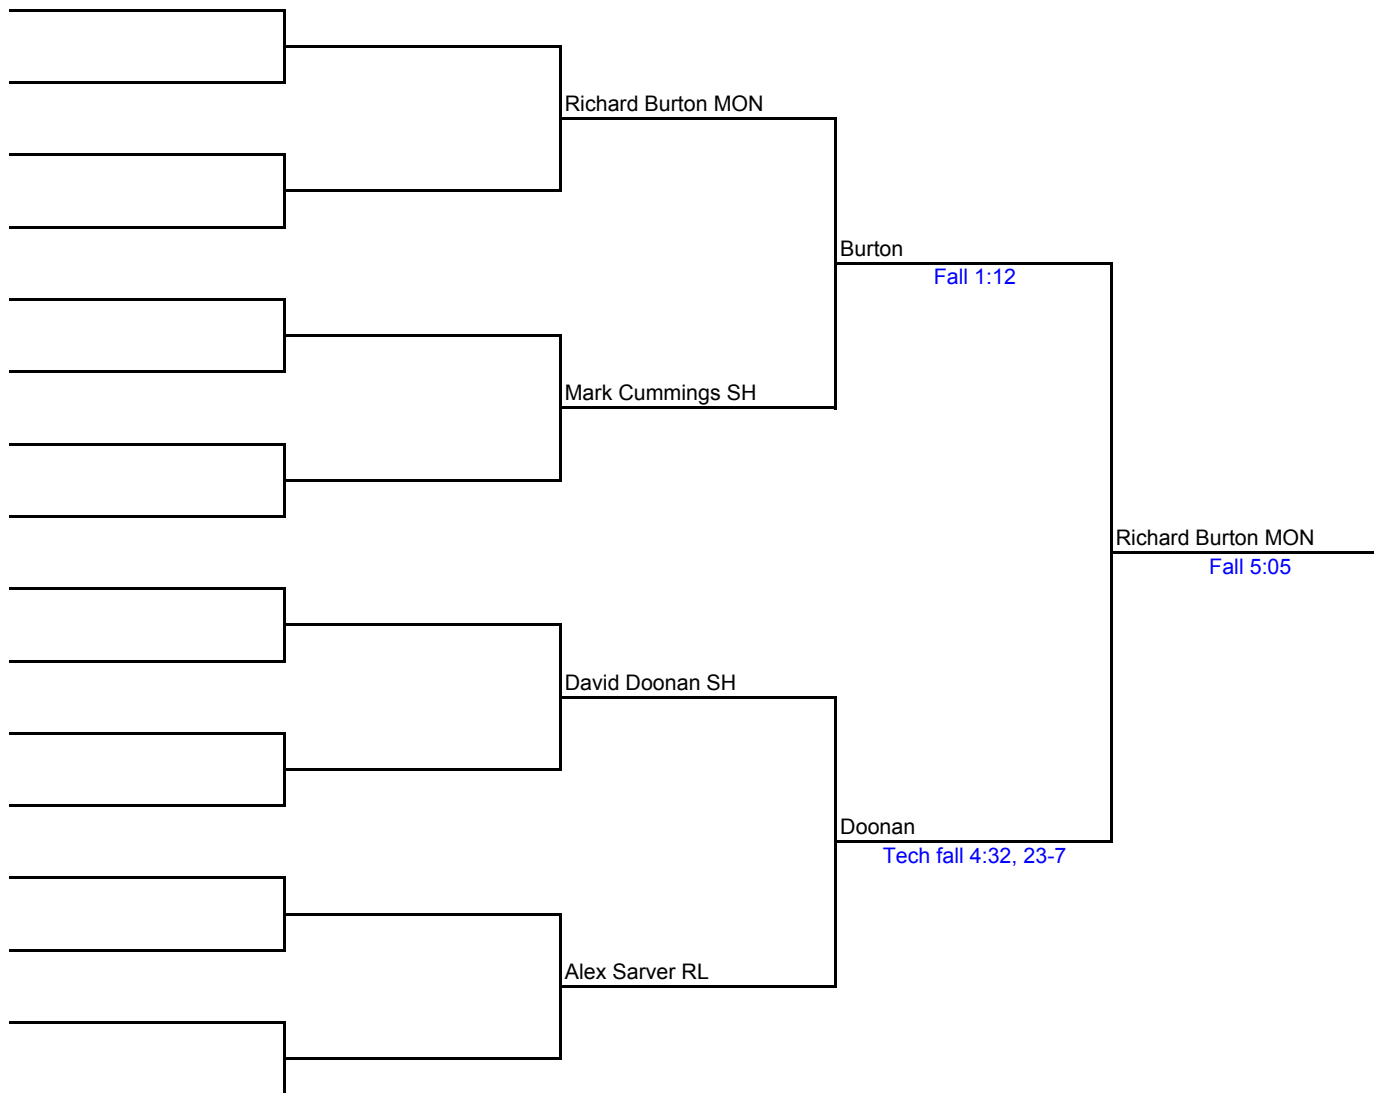 Richard Burton MON
Burton
Fall 1:12
Mark Cummings SH
Richard Burton MON
Fall 5:05
David Doonan SH
Doonan
Tech fall 4:32, 23-7
Alex Sarver RL